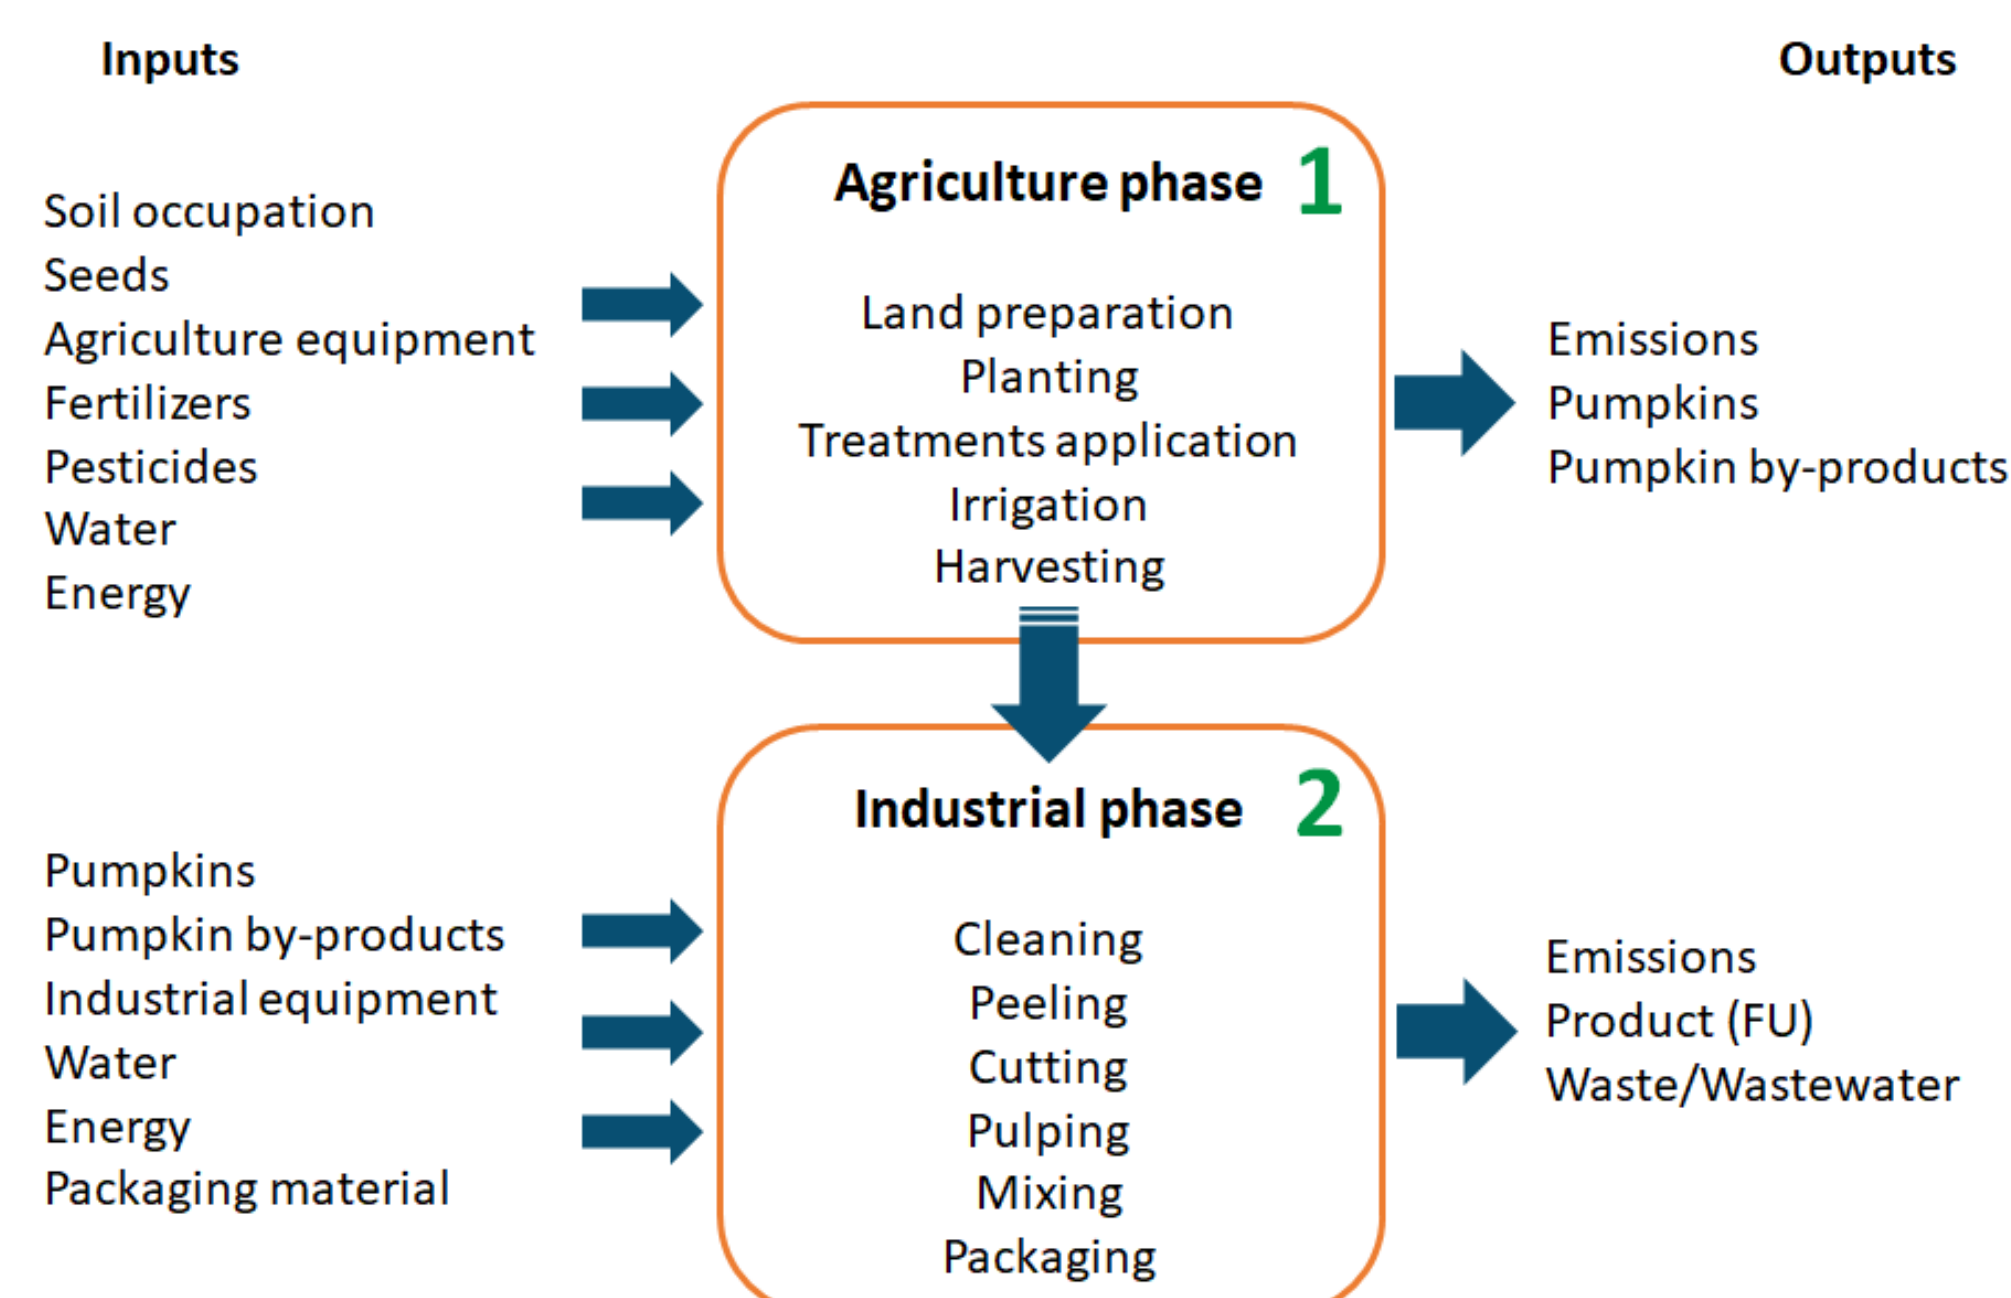 Inputs
Outputs
Agriculture phase 1
Soil occupation
Seeds
Agriculture equipment
Fertilizers
Pesticides
Water
Energy
Land preparation
Planting
Treatments application
Irrigation
Harvesting
Emissions
Pumpkins
Pumpkin by-products
Industrial phase 2
Pumpkins
Pumpkin by-products
Industrial equipment
Water
Energy
Packaging material
Cleaning
Peeling
Cutting
Pulping
Mixing
Packaging
Emissions
Product (FU)
Waste/Wastewater